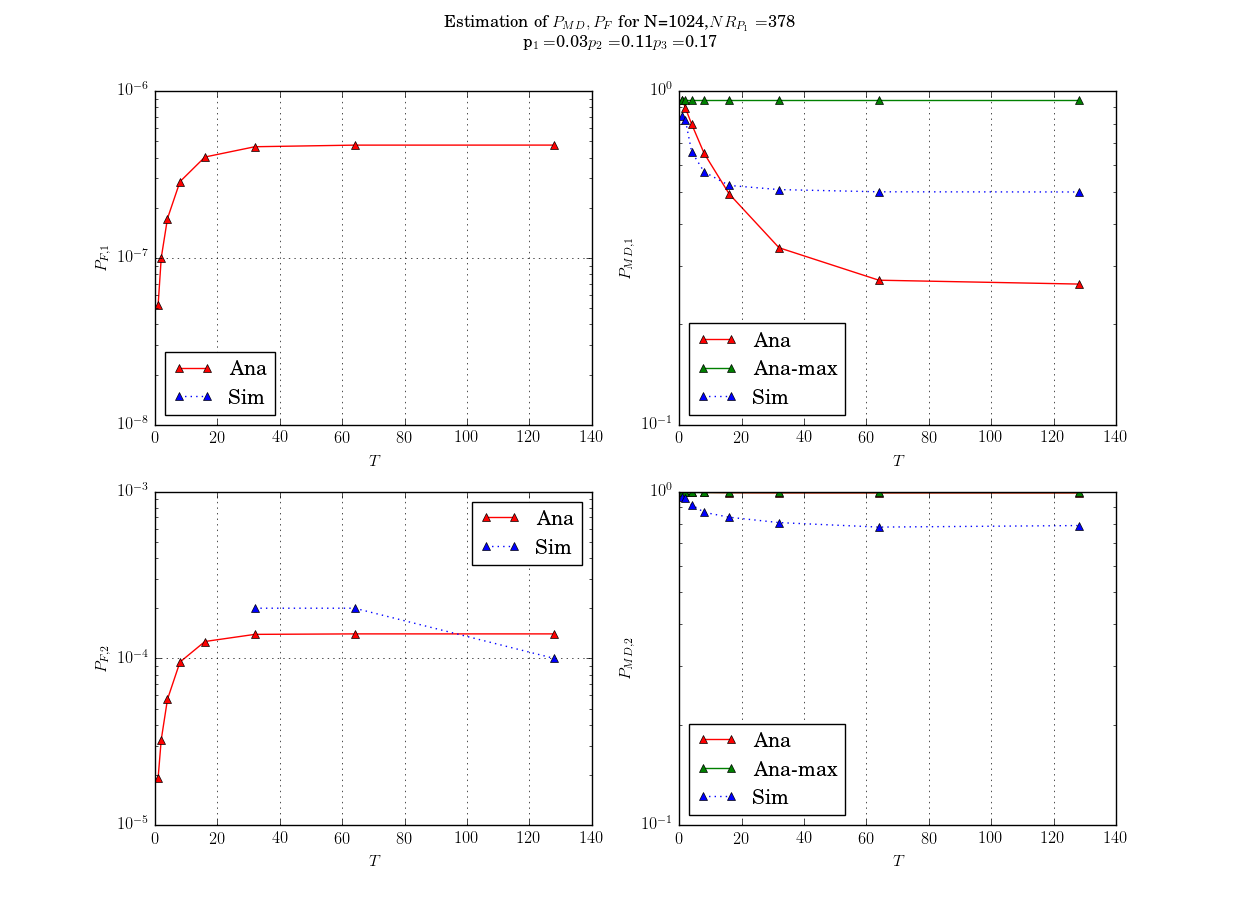 Estimation of P_{MD}, P_F for N=1024, NR_{P_1} =378
p_1 =0.03p_2 =0.11p_3 =0.17
10^{-6}
10^{-7}
10^{-8}
P_{F,1}
Ana
Sim
0 20 40 60 80 100 120 140
T
10^0
10^{-1}
P_{MD,1}
Ana
Ana-max
Sim
0 20 40 60 80 100 120 140
T
10^{-3}
10^{-4}
10^{-5}
P_{F,2}
Ana
Sim
0 20 40 60 80 100 120 140
T
10^0
10^{-1}
P_{MD,2}
Ana
Ana-max
Sim
0 20 40 60 80 100 120 140
T